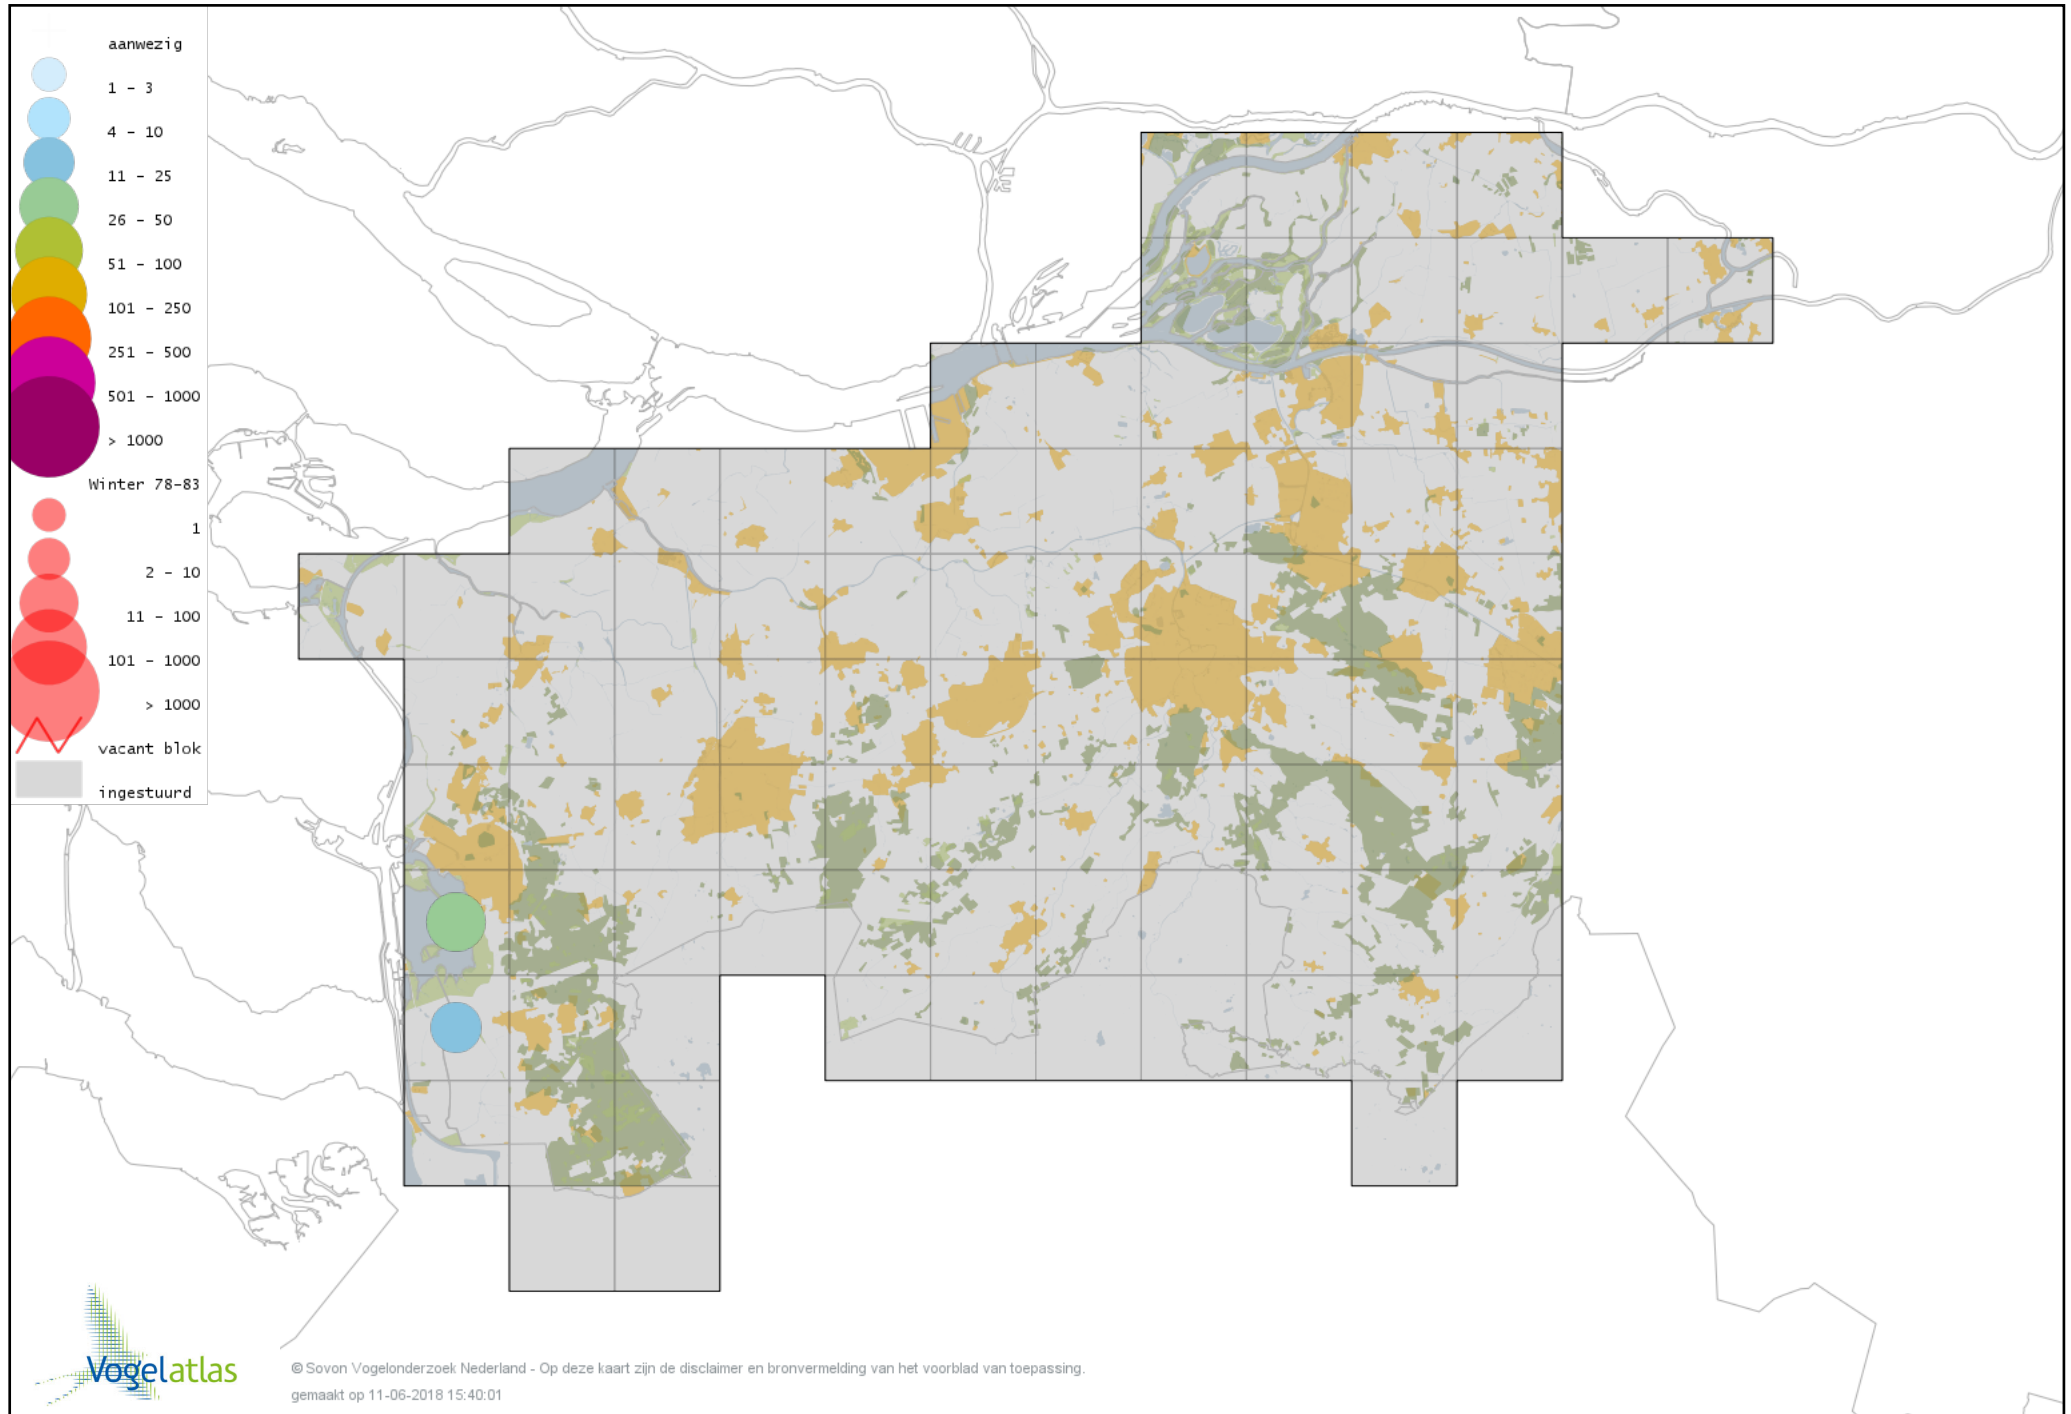 aanwezig
1 – 3
4 – 10
11 – 25
26 – 50
51 – 100
101 – 250
251 – 500
501 – 1000
> 1000
Winter 78-83
1
2 – 10
11 – 100
101 – 1000
> 1000
vacant blok
ingestuurd
Vogelatlas
© Sovon Vogelonderzoek Nederland - Op deze kaart zijn de disclaimer en bronvermelding van het voorblad van toepassing.
gemaakt op 11-06-2018 15:40:01